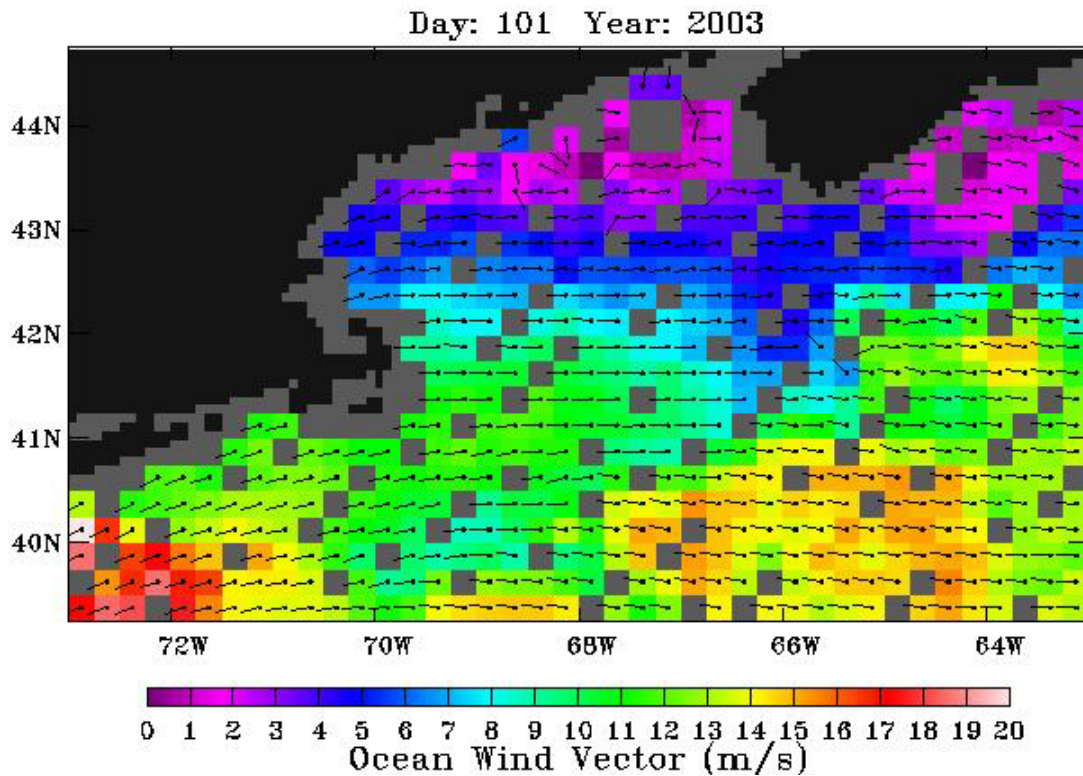 Day: 101 Year: 2003
44N
43N
42N
41N
40N
72W 70W 68W 66W 64W
0 1 2 3 4 5 6 7 8 9 10 11 12 13 14 15 16 17 18 19 20
Ocean Wind Vector (m/s)